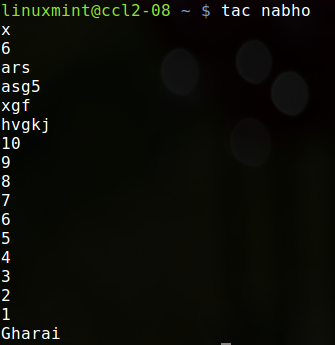 linuxmint@ccl2-08 ~ $ tac nabho
x
6
ars
asg5
xgf
hvgkj
10
9
8
7
6
5
4
3
2
1
Gharai